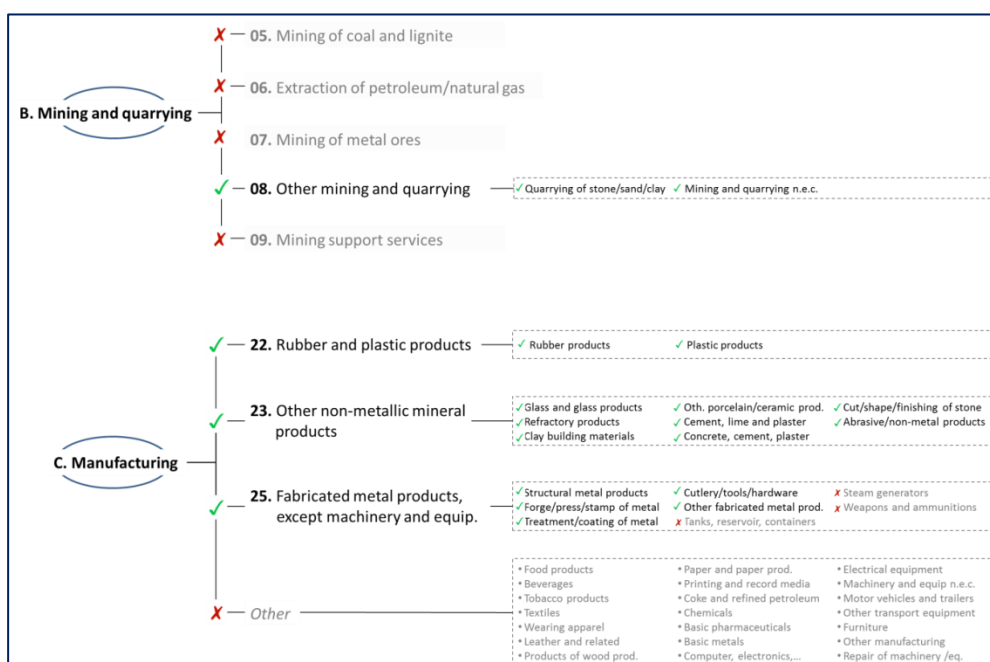 05. Mining of coal and lignite
06. Extraction of petroleum/natural gas
B. Mining and quarrying
07. Mining of metal ores
08. Other mining and quarrying
Quarrying of stone/sand/clay
Mining and quarrying n.e.c.
09. Mining support services
22. Rubber and plastic products
Rubber products
Plastic products
23. Other non-metallic mineral
products
Glass and glass products
Oth. porcelain/ceramic prod.
Cut/shape/finishing of stone
Refractory products
Cement, lime and plaster
Abrasive/non-metal products
Clay building materials
Concrete, cement, plaster
C. Manufacturing
25. Fabricated metal products,
except machinery and equip.
Structural metal products
Cutlery/tools/hardware
Steam generators
Forge/press/stamp of metal
Other fabricated metal prod.
Weapons and ammunitions
Treatment/coating of metal
Tanks, reservoir, containers
Other
• Food products
• Paper and paper prod.
• Electrical equipment
• Beverages
• Printing and record media
• Machinery and equip n.e.c.
• Tobacco products
• Coke and refined petroleum
• Motor vehicles and trailers
• Textiles
• Chemicals
• Other transport equipment
• Wearing apparel
• Basic pharmaceuticals
• Furniture
• Leather and related
• Basic metals
• Other manufacturing
• Products of wood prod.
• Computer, electronics,...
• Repair of machinery /eq.